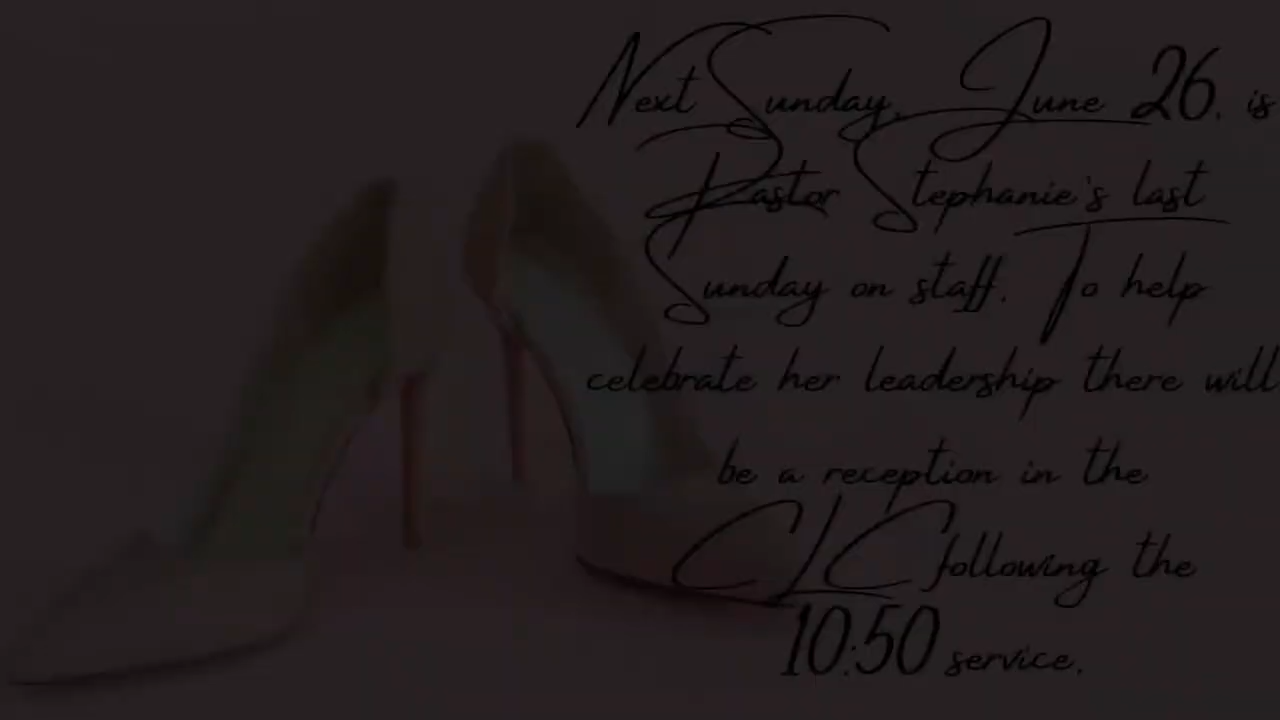 Next Sunday, June 26, is
Pastor Stephanie's last
Sunday on staff. To help
celebrate her leadership there will
be a reception in the
CLC following the
10:50 service.